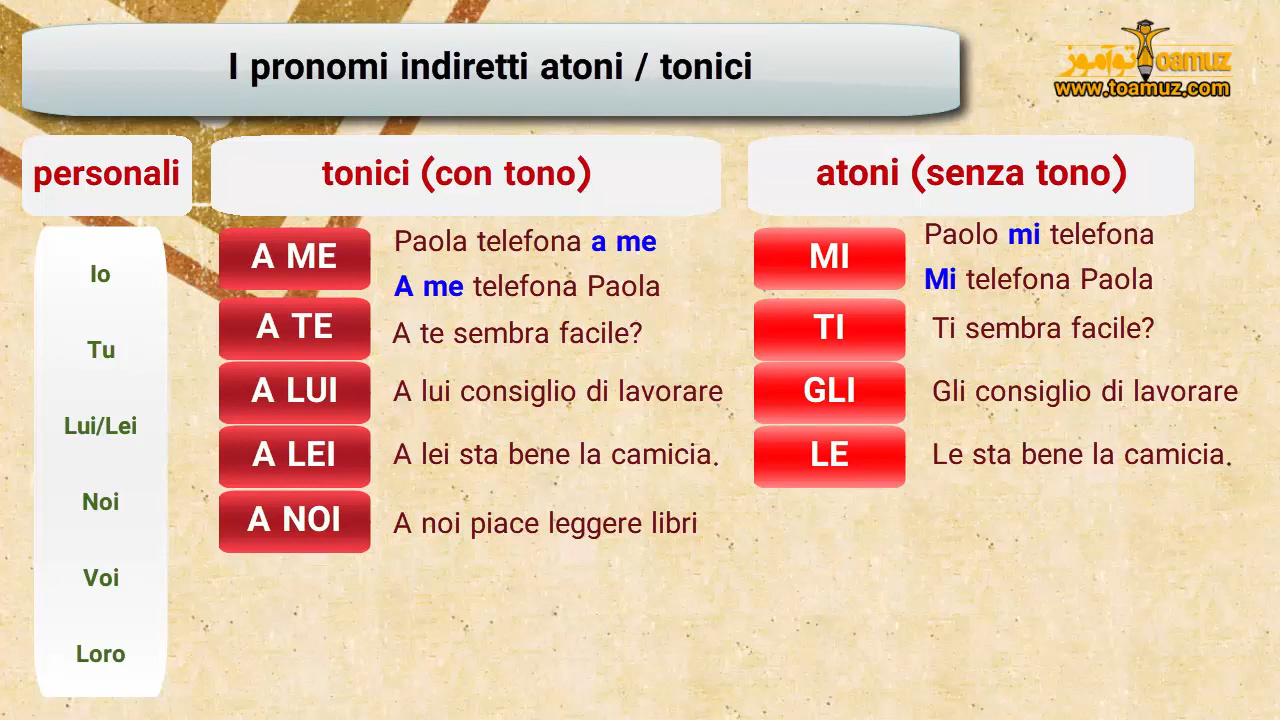 I pronomi indiretti atoni / tonici
توآموز Toamuz
www.toamuz.com
personali
tonici (con tono)
atoni (senza tono)
Io
Tu
Lui/Lei
Noi
Voi
Loro
A ME
Paola telefona a me
A me telefona Paola
A TE
A te sembra facile?
A LUI
A lui consiglio di lavorare
A LEI
A lei sta bene la camicia.
A NOI
A noi piace leggere libri
MI
Paolo mi telefona
Mi telefona Paola
TI
Ti sembra facile?
GLI
Gli consiglio di lavorare
LE
Le sta bene la camicia.